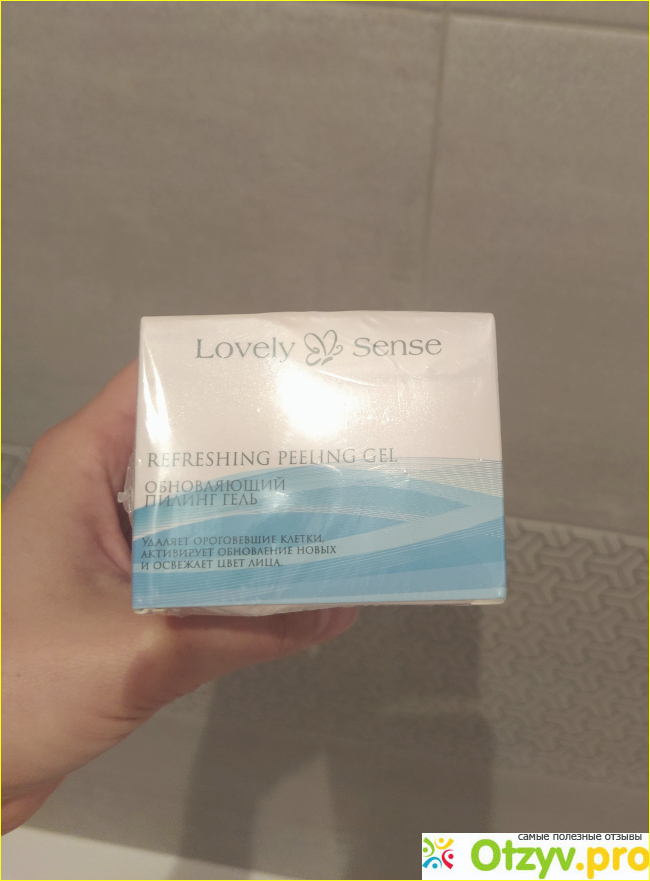 Lovely Sense
REFRESHING PEELING GEL
ОБНОВЛЯЮЩИЙ
ПИЛИНГ ГЕЛЬ
УДАЛЯЕТ ОРОГОВЕВШИЕ КЛЕТКИ,
АКТИВИРУЕТ ОБНОВЛЕНИЕ НОВЫХ
И ОСВЕЖАЕТ ЦВЕТ ЛИЦА.
самые полезные отзывы
Otzyv.pro